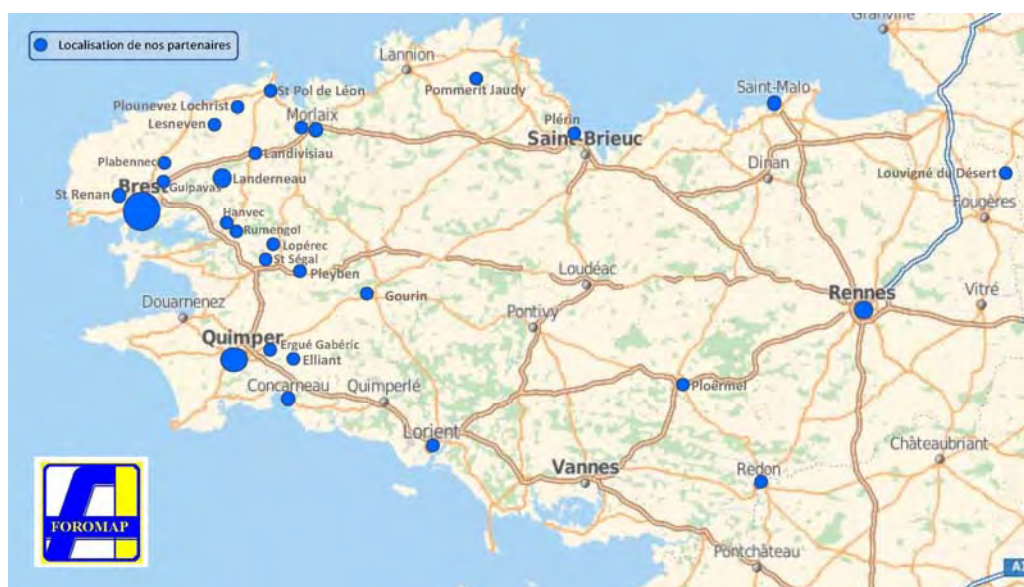 Granville
Localisation de nos partenaires
Lannion
St Pol de Léon
Pommerit Jaudy
Saint-Malo
Plounevez Lochrist
Lesneven
Morlaix
Plérin
Saint-Brieuc
Landivisiau
Plabennec
Dinan
Louvigné du Désert
Guipavas
Landerneau
St Renan
Brest
Fougères
Hanvec
Rumengol
Lopérec
St Ségal
Pleyben
Loudéac
Gourin
Rennes
Vitré
Douarnenez
Pontivy
Quimper
Ergué Gabéric
Elliant
Concarneau
Quimperlé
Ploërmel
Lorient
Châteaubriant
Vannes
Redon
FOROMAP
Pontchâteau